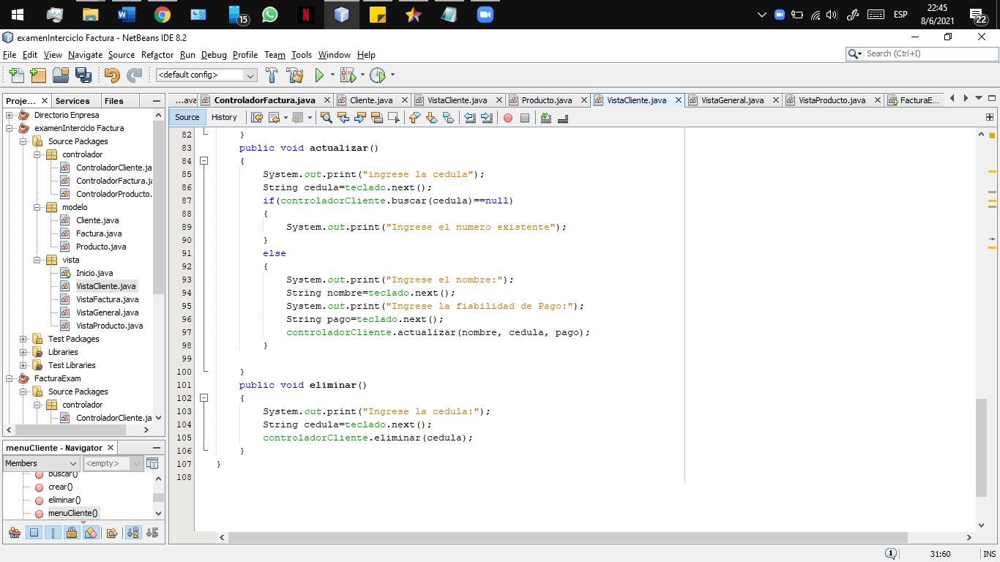 15
ESP
22:45
8/6/2021
22
examenInterciclo Factura - NetBeans IDE 8.2
File Edit View Navigate Source Refactor Run Debug Profile Team Tools Window Help
Search (Ctrl+I)
<default config>
Proje... Services Files
...ava ControladorFactura.java Cliente.java VistaCliente.java Producto.java VistaCliente.java VistaGeneral.java VistaProducto.java FacturaE...
Source History
Directorio Enpresa
examenInterciclo Factura
Source Packages
controlador
ControladorCliente.ja
ControladorFactura.ja
ControladorProducto.
modelo
Cliente.java
Factura.java
Producto.java
vista
Inicio.java
VistaCliente.java
VistaFactura.java
VistaGeneral.java
VistaProducto.java
Test Packages
Libraries
Test Libraries
FacturaExam
Source Packages
controlador
ControladorCliente.ja
menuCliente - Navigator
Members <empty>
buscar()
crear()
eliminar()
menuCliente()
82 }
83 public void actualizar()
84 {
85 System.out.print("ingrese la cedula");
86 String cedula=teclado.next();
87 if(controladorCliente.buscar(cedula)==null)
88 {
89 System.out.print("Ingrese el numero existente");
90 }
91 else
92 {
93 System.out.print("Ingrese el nombre:");
94 String nombre=teclado.next();
95 System.out.print("Ingrese la fiabilidad de Pago:");
96 String pago=teclado.next();
97 controladorCliente.actualizar(nombre, cedula, pago);
98 }
99
100 }
101 public void eliminar()
102 {
103 System.out.print("Ingrese la cedula:");
104 String cedula=teclado.next();
105 controladorCliente.eliminar(cedula);
106 }
107 }
108
1 31:60 INS